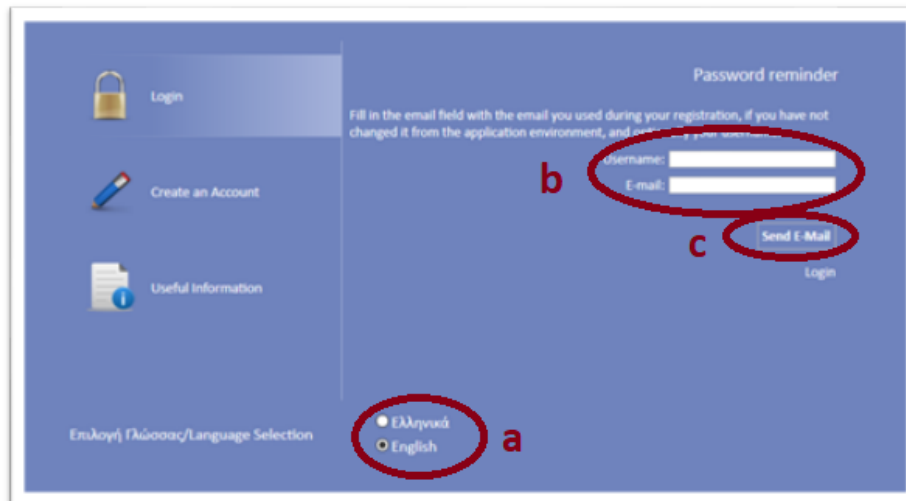 Password reminder
Login
Fill in the email field with the email you used during your registration, if you have not
changed it from the application environment, and your
Username:
b
E-mail:
Create an Account
c
Send E-Mail
Login
Useful Information
Επιλογή Γλώσσας/Language Selection
Ελληνικά
English
a